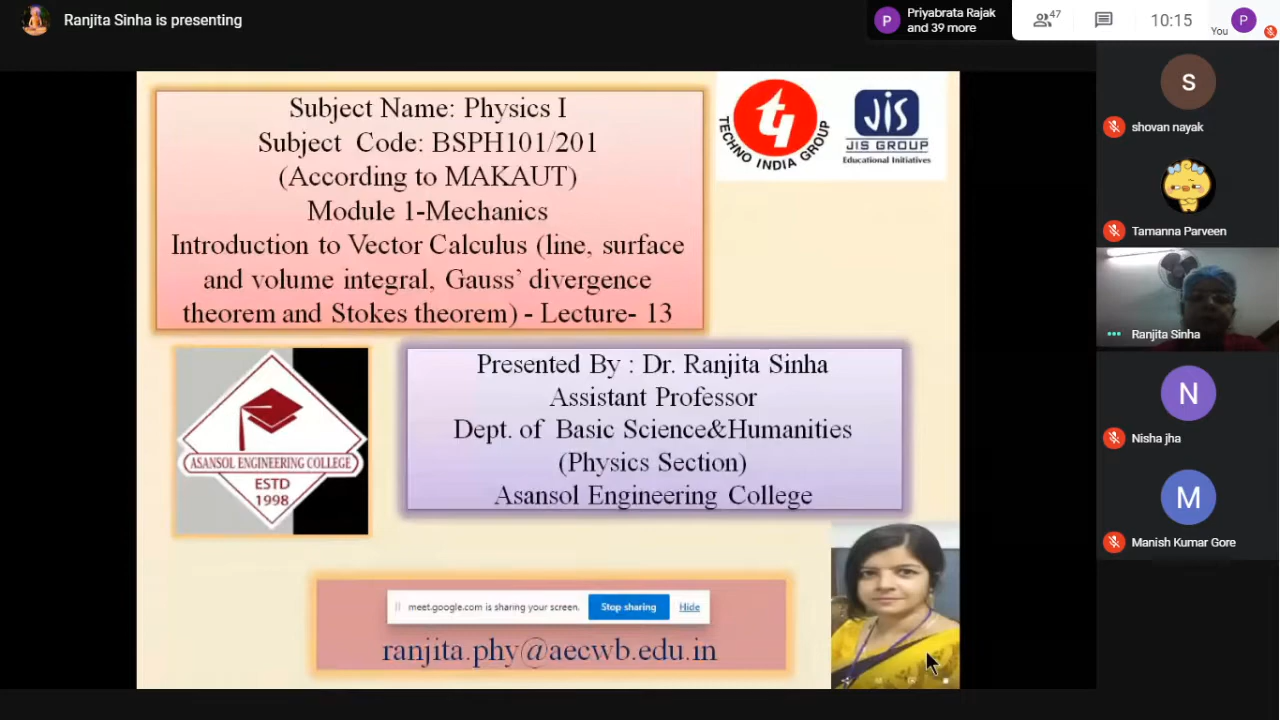 Ranjita Sinha is presenting
P
Priyabrata Rajak
and 39 more
47
10:15
You
P
Subject Name: Physics I
Subject Code: BSPH101/201
(According to MAKAUT)
Module 1-Mechanics
Introduction to Vector Calculus (line, surface
and volume integral, Gauss’ divergence
theorem and Stokes theorem) - Lecture- 13
TECHNO INDIA GROUP
JIS
JIS GROUP
Educational Initiatives
S
shovan nayak
Tamanna Parveen
Ranjita Sinha
N
Nisha jha
M
Manish Kumar Gore
ASANSOL ENGINEERING COLLEGE
ESTD
1998
Presented By : Dr. Ranjita Sinha
Assistant Professor
Dept. of Basic Science&Humanities
(Physics Section)
Asansol Engineering College
meet.google.com is sharing your screen.
Stop sharing
Hide
ranjita.phy@aecwb.edu.in